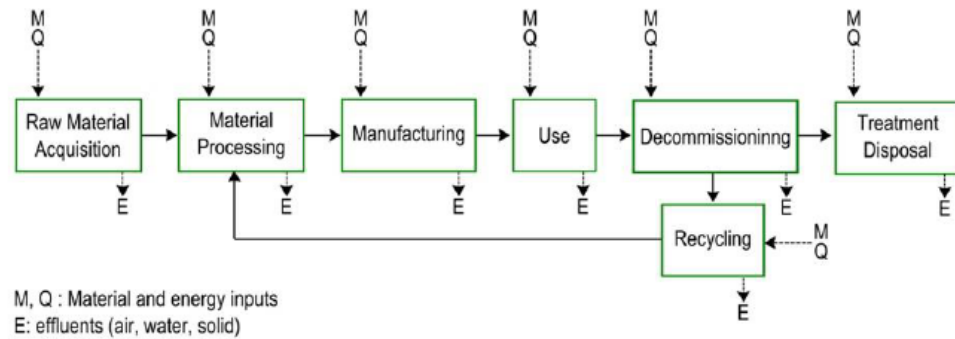 M
Q
M
Q
M
Q
M
Q
M
Q
M
Q
Raw Material
Acquisition
Material
Processing
Manufacturing
Use
Decommissioninng
Treatment
Disposal
E
E
E
E
E
E
Recycling
M
Q
E
M, Q : Material and energy inputs
E: effluents (air, water, solid)